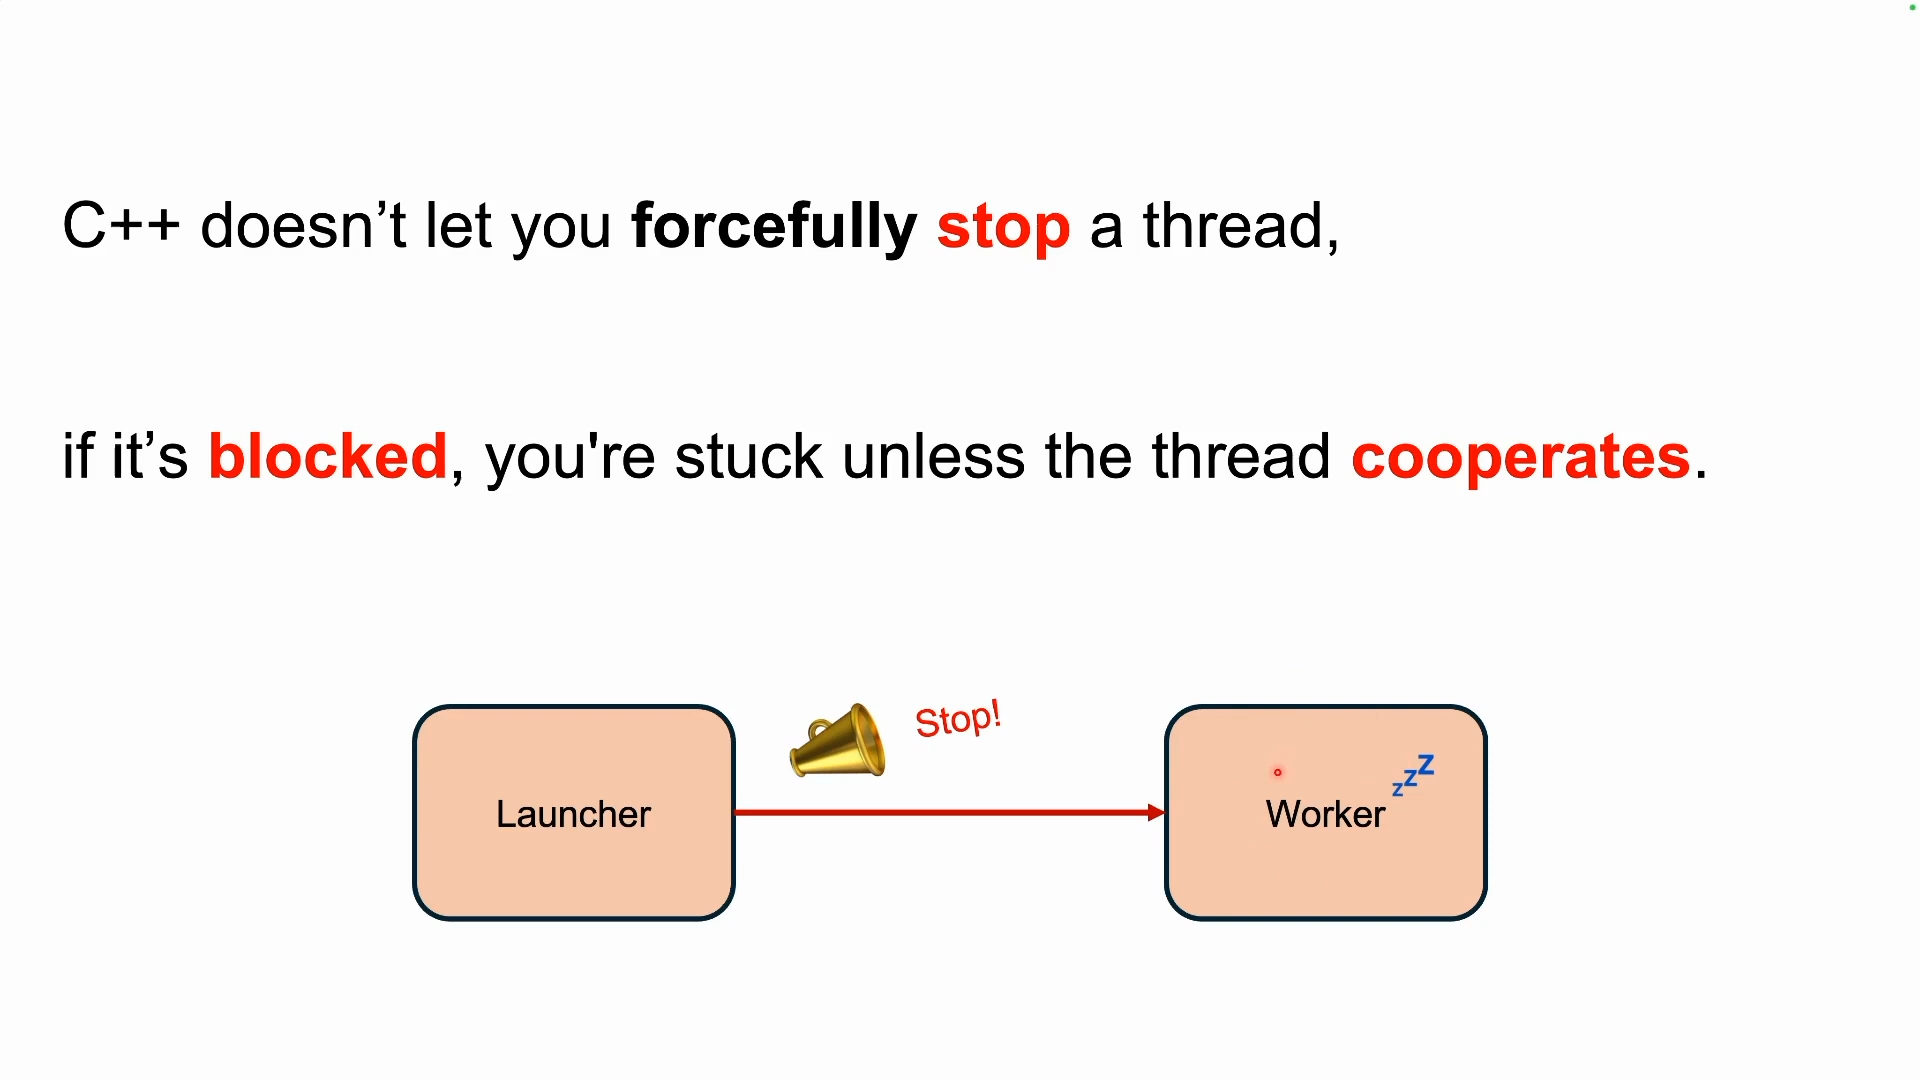 C++ doesn’t let you forcefully stop a thread,
if it’s blocked, you're stuck unless the thread cooperates.
Stop!
zzZ
Launcher
Worker